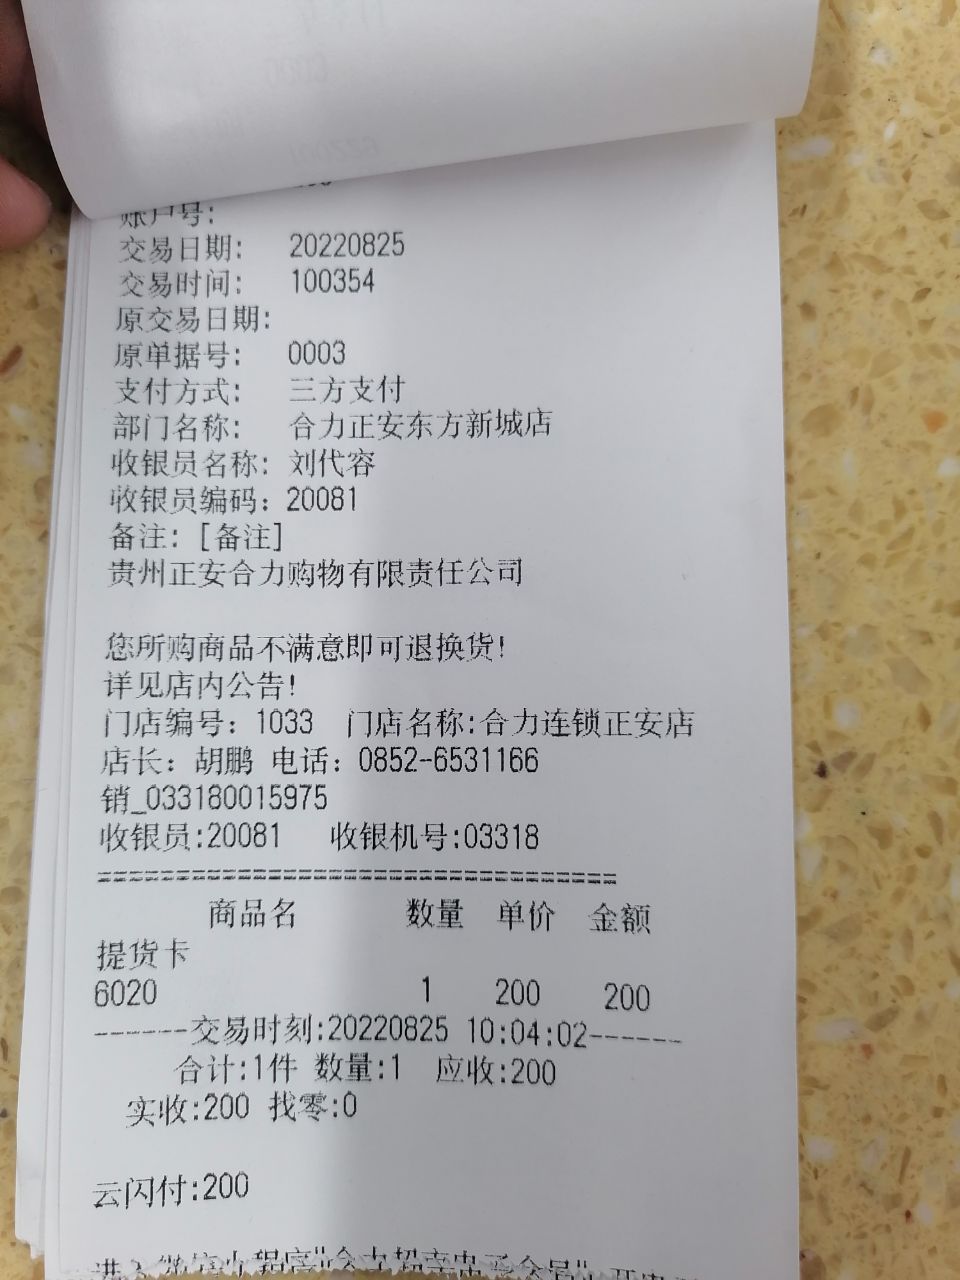 账户号:
交易日期: 20220825
交易时间: 100354
原交易日期:
原单据号: 0003
支付方式: 三方支付
部门名称: 合力正安东方新城店
收银员名称: 刘代容
收银员编码: 20081
备注: [备注]
贵州正安合力购物有限责任公司
您所购商品不满意即可退换货!
详见店内公告!
门店编号: 1033 门店名称:合力连锁正安店
店长: 胡鹏 电话: 0852-6531166
销_033180015975
收银员:20081 收银机号:03318
================================
商品名 数量 单价 金额
提货卡
6020 1 200 200
------交易时刻:20220825 10:04:02------
合计:1件 数量:1 应收:200
实收:200 找零:0
云闪付:200